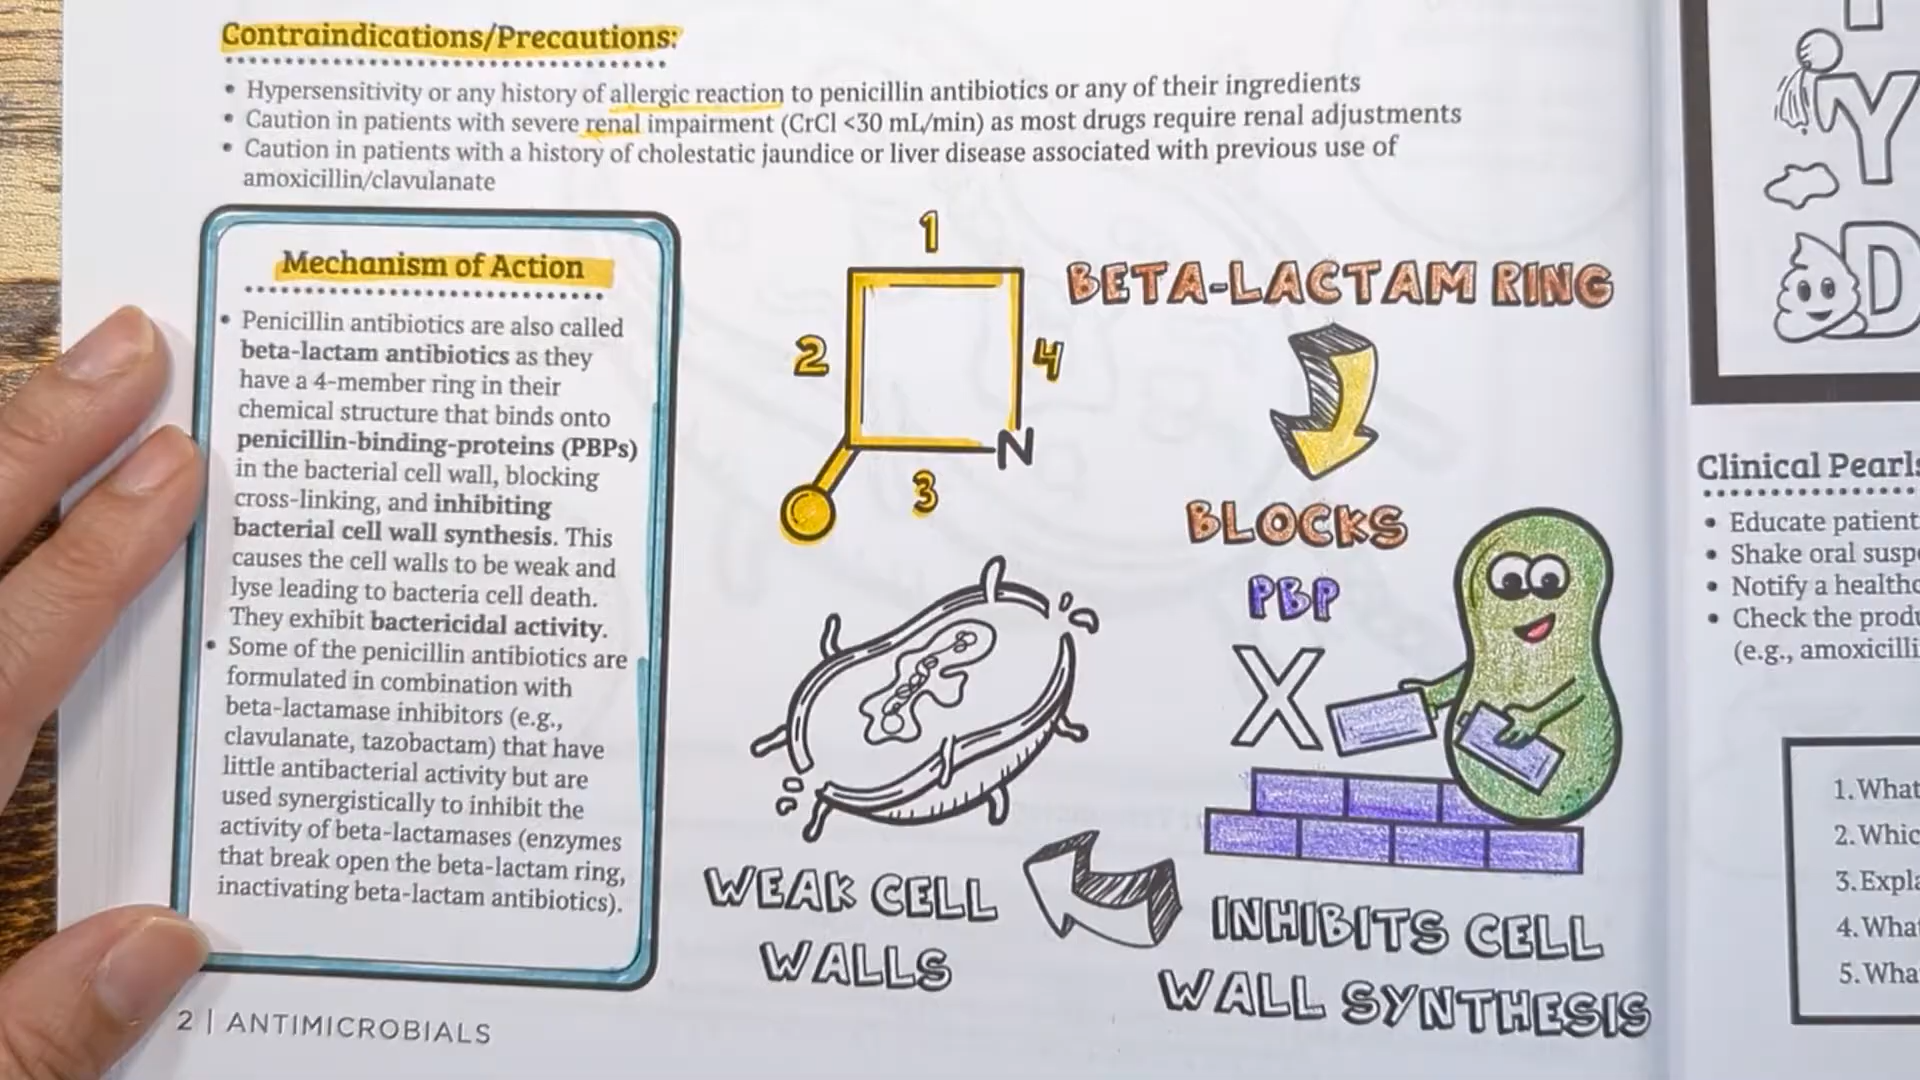 Contraindications/Precautions:
• Hypersensitivity or any history of allergic reaction to penicillin antibiotics or any of their ingredients
• Caution in patients with severe renal impairment (CrCl <30 mL/min) as most drugs require renal adjustments
• Caution in patients with a history of cholestatic jaundice or liver disease associated with previous use of
amoxicillin/clavulanate
Mechanism of Action
• Penicillin antibiotics are also called
beta-lactam antibiotics as they
have a 4-member ring in their
chemical structure that binds onto
penicillin-binding-proteins (PBPs)
in the bacterial cell wall, blocking
cross-linking, and inhibiting
bacterial cell wall synthesis. This
causes the cell walls to be weak and
lyse leading to bacteria cell death.
They exhibit bactericidal activity.
• Some of the penicillin antibiotics are
formulated in combination with
beta-lactamase inhibitors (e.g.,
clavulanate, tazobactam) that have
little antibacterial activity but are
used synergistically to inhibit the
activity of beta-lactamases (enzymes
that break open the beta-lactam ring,
inactivating beta-lactam antibiotics).
1
2
4
3
N
BETA-LACTAM RING
BLOCKS
PBP
X
INHIBITS CELL
WALL SYNTHESIS
WEAK CELL
WALLS
2 | ANTIMICROBIALS
Y
D
Clinical Pearls
• Educate patient
• Shake oral
• Notify a
• Check the
(e.g.,
1. What
2.
3.
4. What
5.